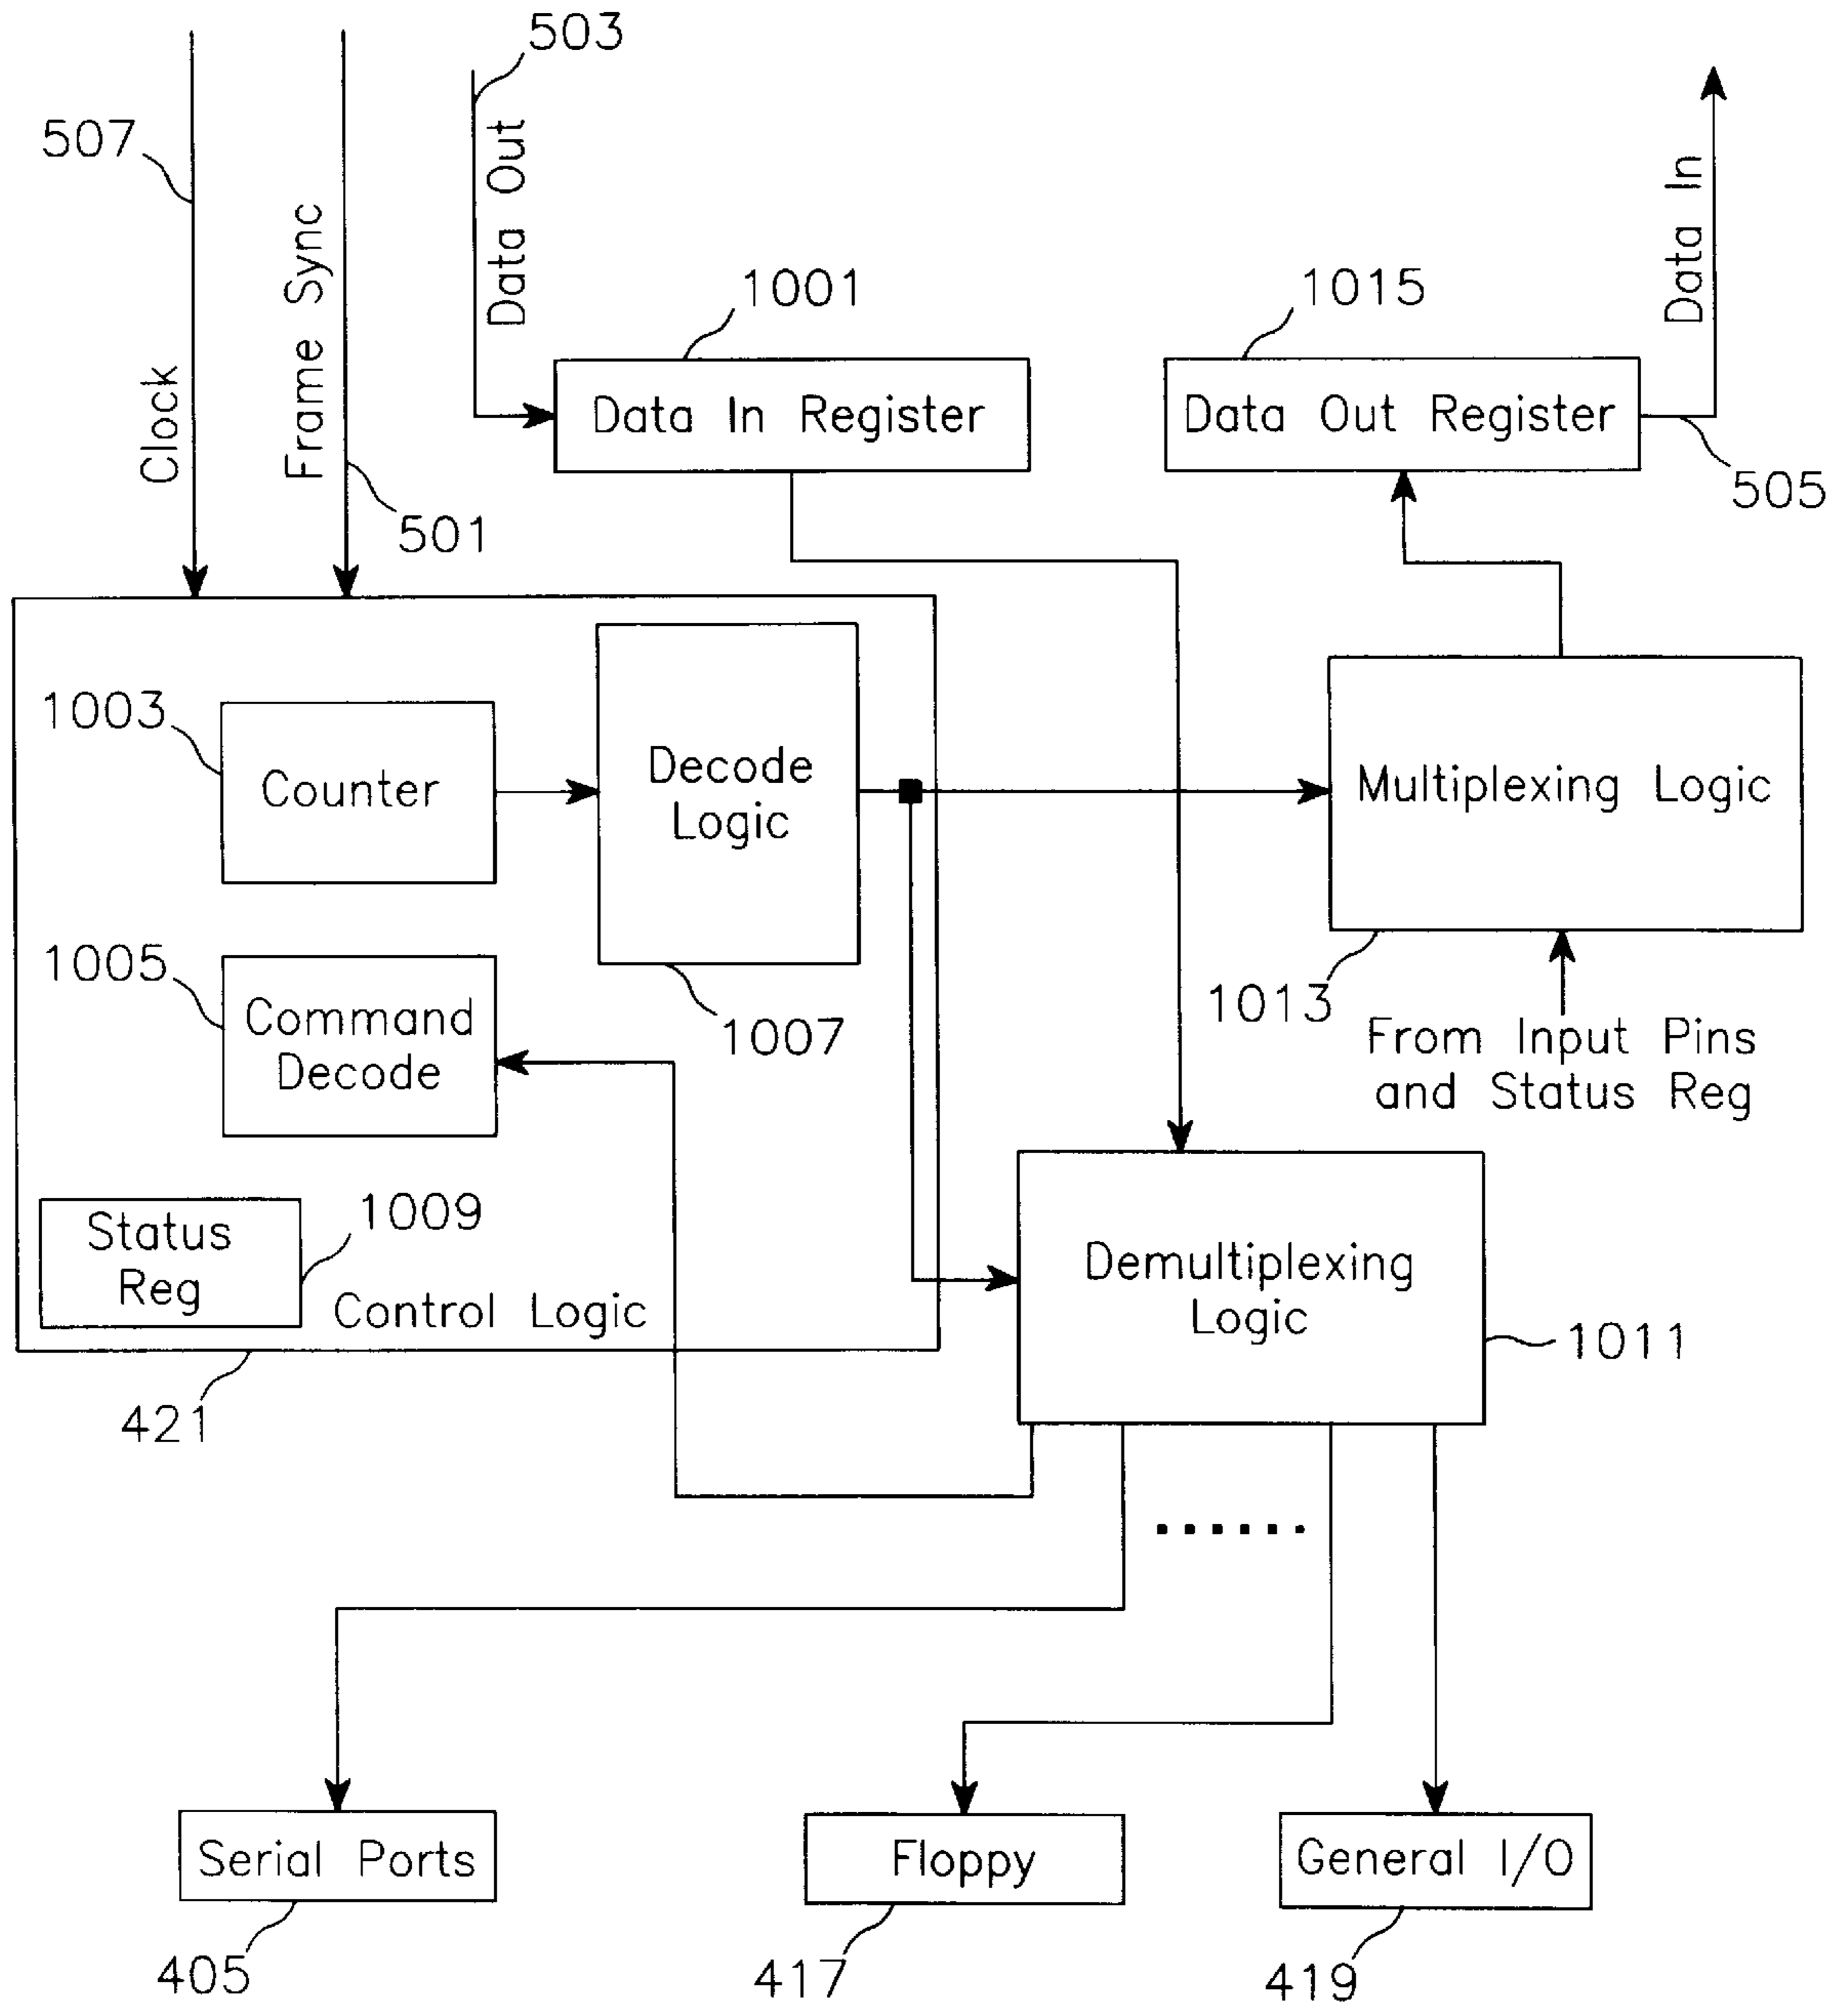 503
507
Data Out
Data In
Frame Sync
Clock
1001
1015
Data In Register
Data Out Register
505
501
1003
Counter
Decode
Logic
Multiplexing Logic
1005
Command
Decode
1007
1013
From Input Pins
and Status Reg
Status
Reg
1009
Control Logic
Demultiplexing
Logic
1011
421
Serial Ports
Floppy
General I/O
405
417
419